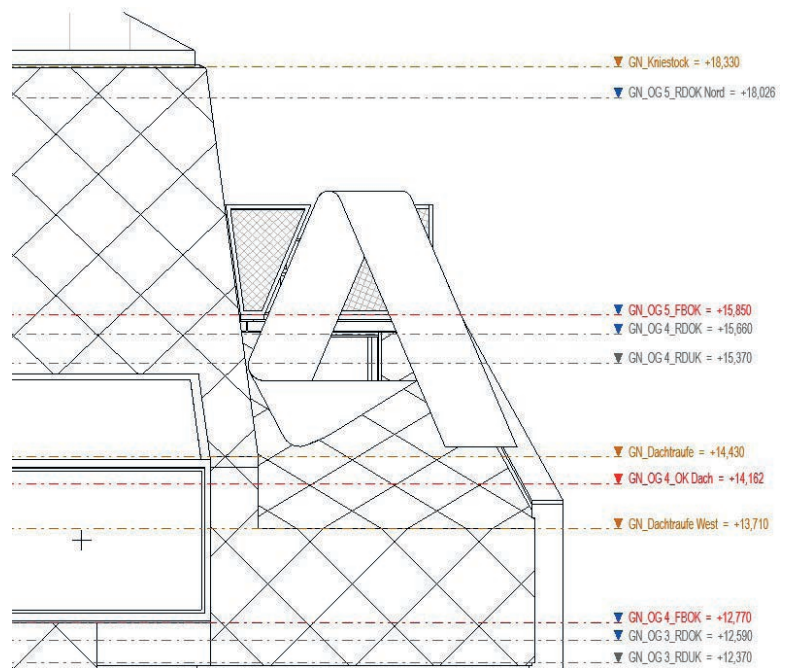 GN_Kniestock = +18,330
GN_OG 5_RDOK Nord = +18,026
GN_OG 5_FBOK = +15,850
GN_OG 4_RDOK = +15,660
GN_OG 4_RDUK = +15,370
GN_Dachtraufe = +14,430
GN_OG 4_OK Dach = +14,162
GN_Dachtraufe West = +13,710
GN_OG 4_FBOK = +12,770
GN_OG 3_RDOK = +12,590
GN_OG 3_RDUK = +12,370